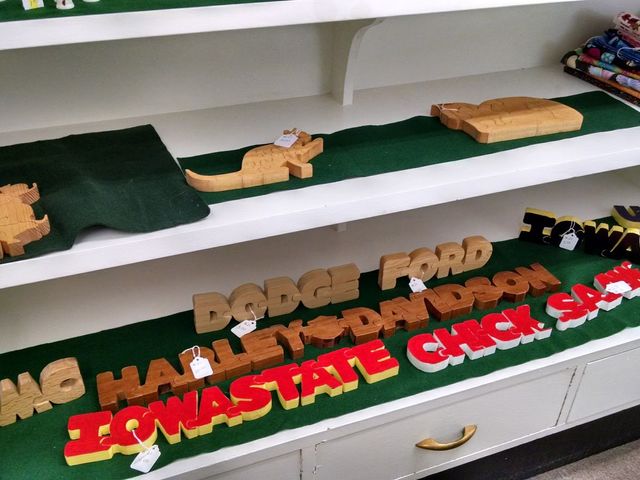 DODGE FORD
IOWA
HARLEY DAVIDSON
IOWA STATE CHICK